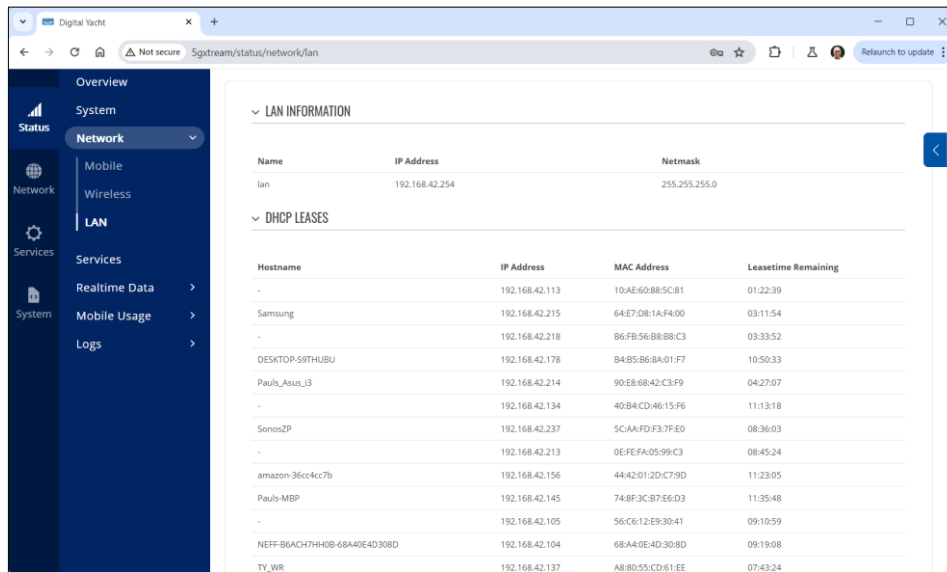 Digital Yacht
Not secure 5gxtream/status/network/lan
Relaunch to update
Overview
System
Network
Mobile
Wireless
LAN
Services
Realtime Data
Mobile Usage
Logs
Status
Network
Services
System
LAN INFORMATION
Name IP Address Netmask
lan 192.168.42.254 255.255.255.0
DHCP LEASES
Hostname IP Address MAC Address Leasetime Remaining
- 192.168.42.113 10:AE:60:88:5C:81 01:22:39
Samsung 192.168.42.215 64:E7:D8:1A:F4:00 03:11:54
- 192.168.42.218 B6:FB:56:B8:B8:C3 03:33:52
DESKTOP-S9THUBU 192.168.42.178 B4:B5:B6:8A:01:F7 10:50:33
Pauls_Asus_i3 192.168.42.214 90:E8:68:42:C3:F9 04:27:07
- 192.168.42.134 40:B4:CD:46:15:F6 11:13:18
SonosZP 192.168.42.237 5C:AA:FD:F3:7F:E0 08:36:03
- 192.168.42.213 0E:FE:FA:05:99:C3 08:45:24
amazon-36cc4cc7b 192.168.42.156 44:42:01:2D:C7:9D 11:23:05
Pauls-MBP 192.168.42.145 74:8F:3C:B7:E6:D3 11:35:48
- 192.168.42.105 56:C6:12:E9:30:41 09:10:59
NEFF-B6ACH7HH0B-68A40E4D308D 192.168.42.104 68:A4:0E:4D:30:8D 09:19:08
TY_WR 192.168.42.137 A8:80:55:CD:61:EE 07:43:24